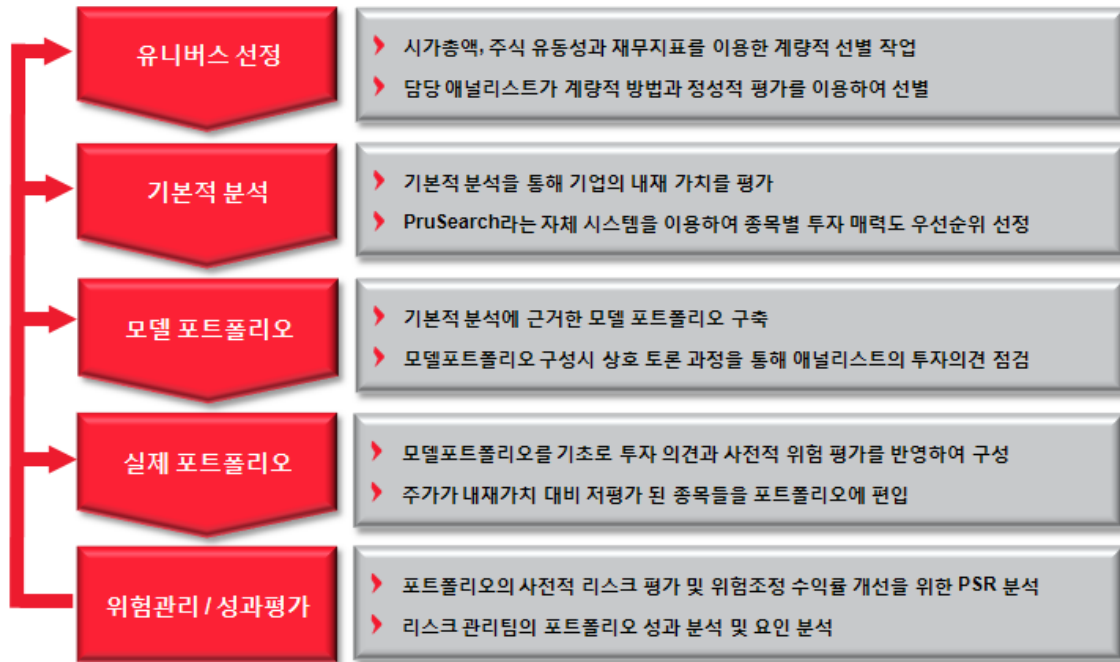 유니버스 선정
시가총액, 주식 유동성과 재무지표를 이용한 계량적 선별 작업
담당 애널리스트가 계량적 방법과 정성적 평가를 이용하여 선별
기본적 분석
기본적 분석을 통해 기업의 내재 가치를 평가
PruSearch라는 자체 시스템을 이용하여 종목별 투자 매력도 우선순위 선정
모델 포트폴리오
기본적 분석에 근거한 모델 포트폴리오 구축
모델포트폴리오 구성시 상호 토론 과정을 통해 애널리스트의 투자의견 점검
실제 포트폴리오
모델포트폴리오를 기초로 투자 의견과 사전적 위험 평가를 반영하여 구성
주가가 내재가치 대비 저평가 된 종목들을 포트폴리오에 편입
위험관리 / 성과평가
포트폴리오의 사전적 리스크 평가 및 위험조정 수익률 개선을 위한 PSR 분석
리스크 관리팀의 포트폴리오 성과 분석 및 요인 분석